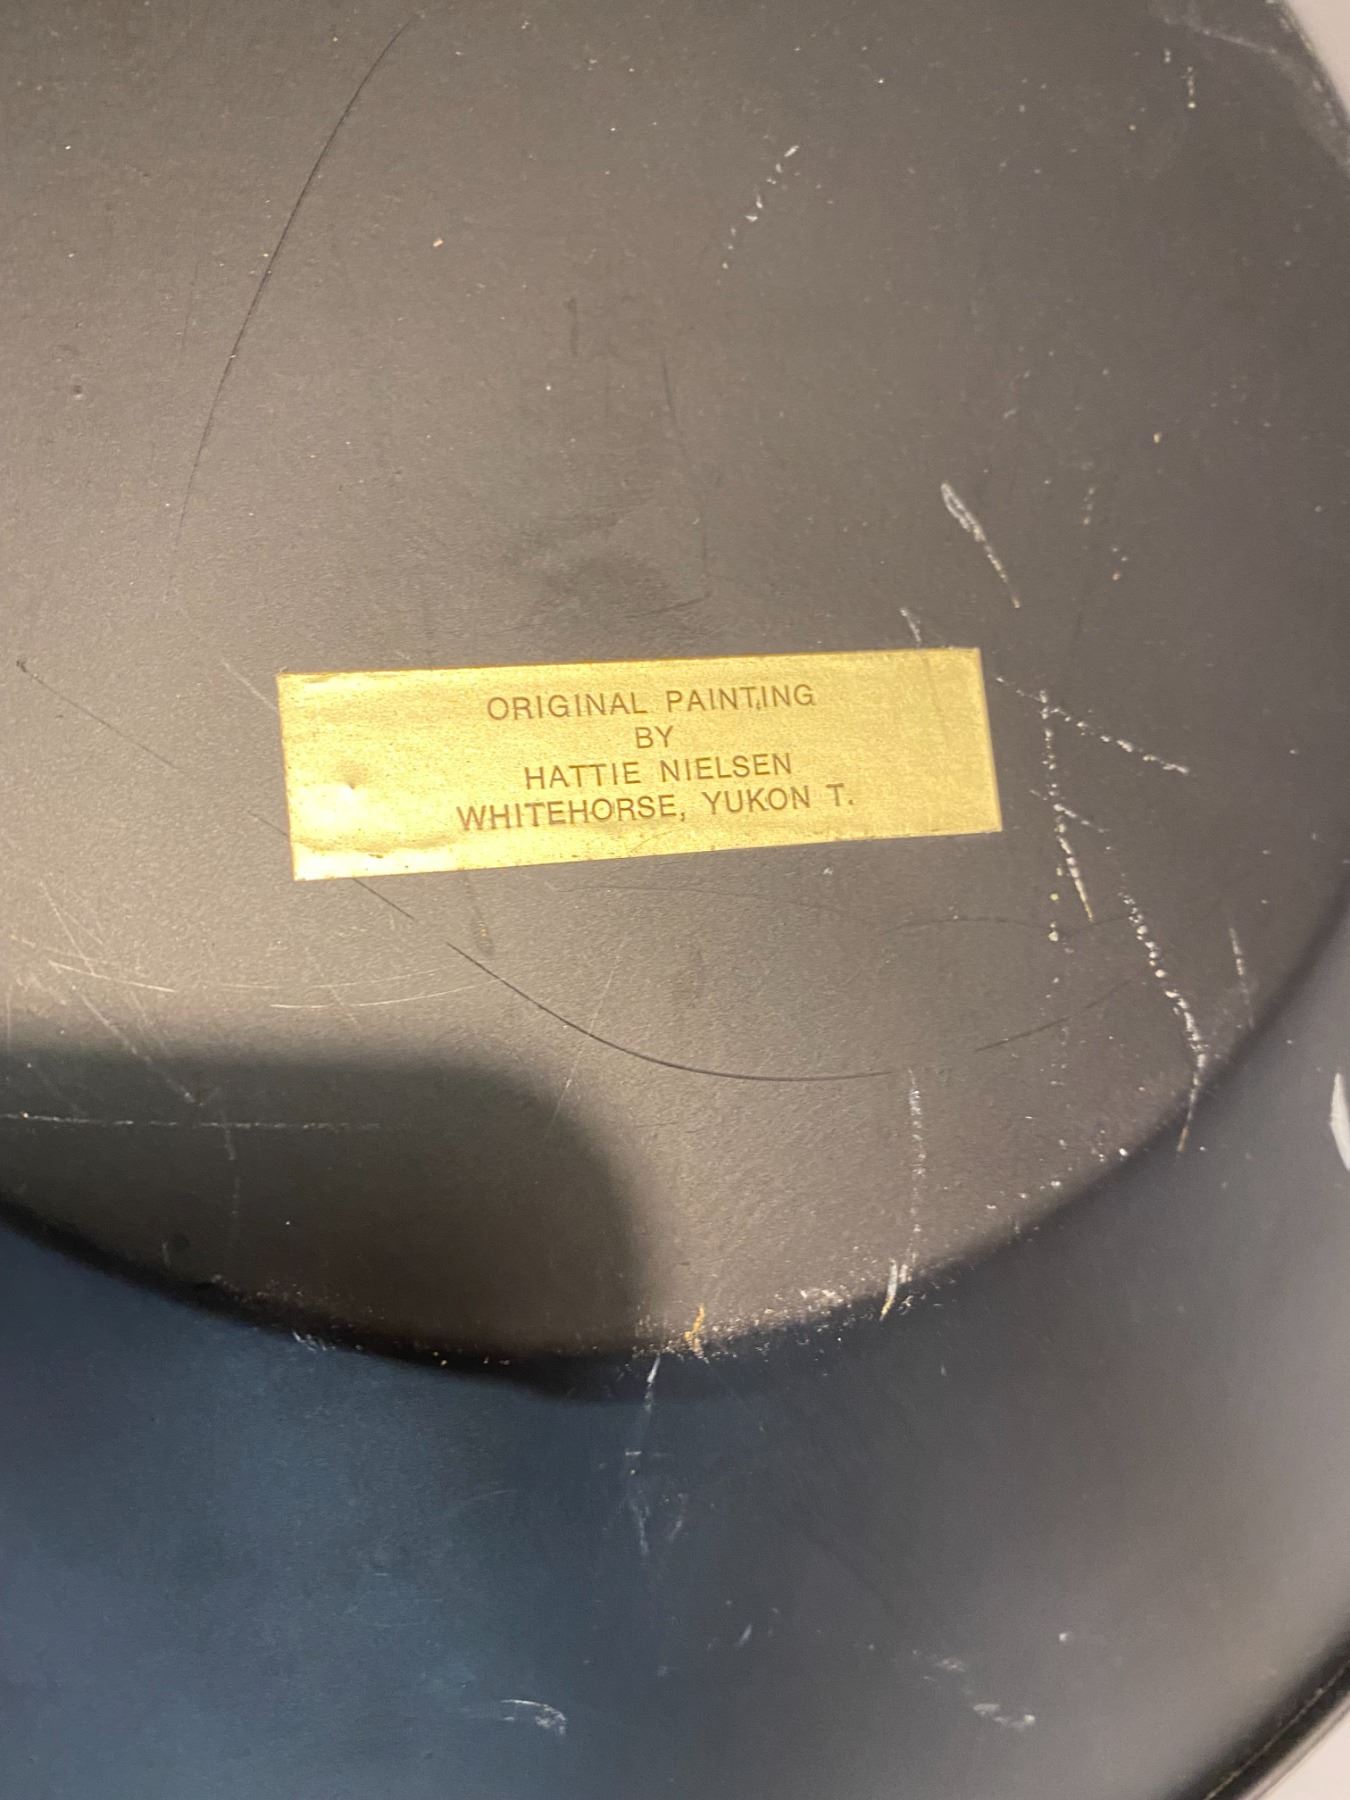 ORIGINAL PAINTING
BY
HATTIE NIELSEN
WHITEHORSE, YUKON T.